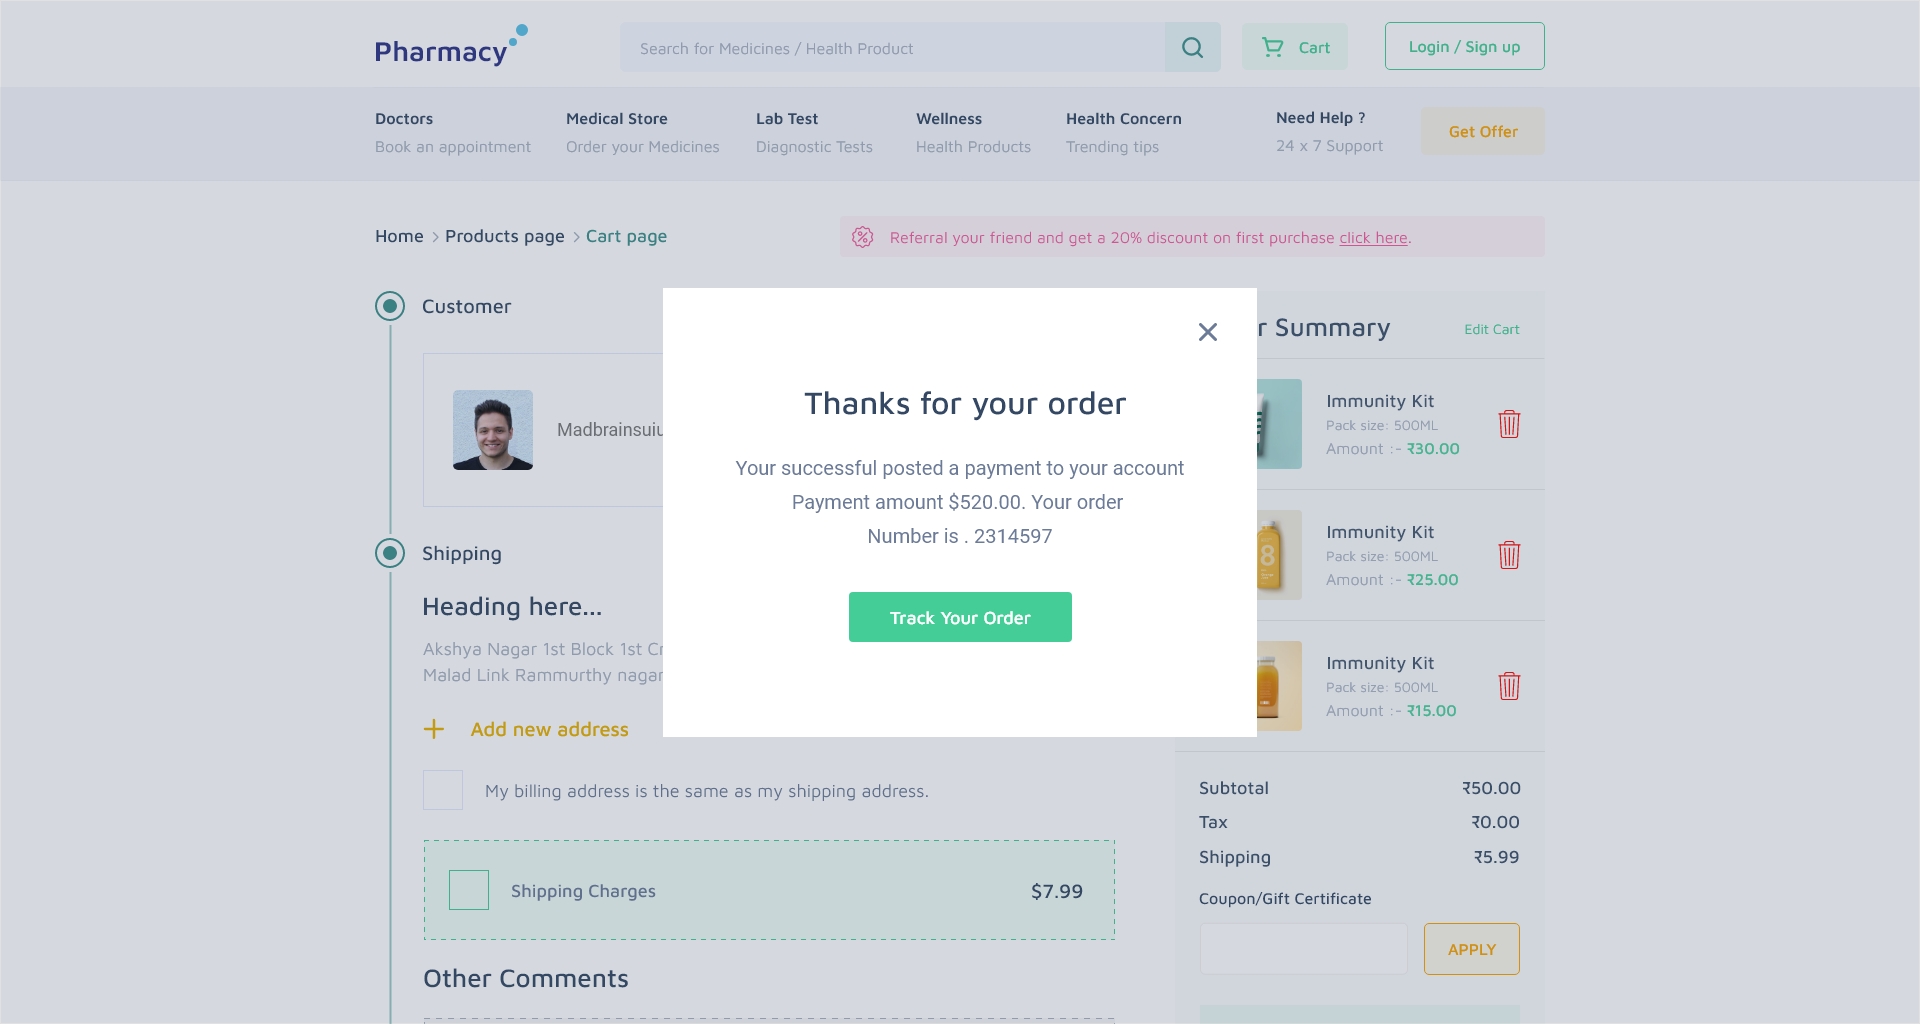 Pharmacy
Search for Medicines / Health Product
Cart
Login / Sign up
Doctors
Book an appointment
Medical Store
Order your Medicines
Lab Test
Diagnostic Tests
Wellness
Health Products
Health Concern
Trending tips
Need Help ?
24 x 7 Support
Get Offer
Home > Products page > Cart page
Referral your friend and get a 20% discount on first purchase click here.
Customer
Madbrainsuiu
Shipping
Heading here...
Akshya Nagar 1st Block 1st Cr
Malad Link Rammurthy nagar
Add new address
My billing address is the same as my shipping address.
Shipping Charges
$7.99
Other Comments
Thanks for your order
Your successful posted a payment to your account
Payment amount $520.00. Your order
Number is . 2314597
Track Your Order
r Summary
Edit Cart
Immunity Kit
Pack size: 500ML
Amount :- ₹30.00
8
Immunity Kit
Pack size: 500ML
Amount :- ₹25.00
Immunity Kit
Pack size: 500ML
Amount :- ₹15.00
Subtotal
₹50.00
Tax
₹0.00
Shipping
₹5.99
Coupon/Gift Certificate
APPLY